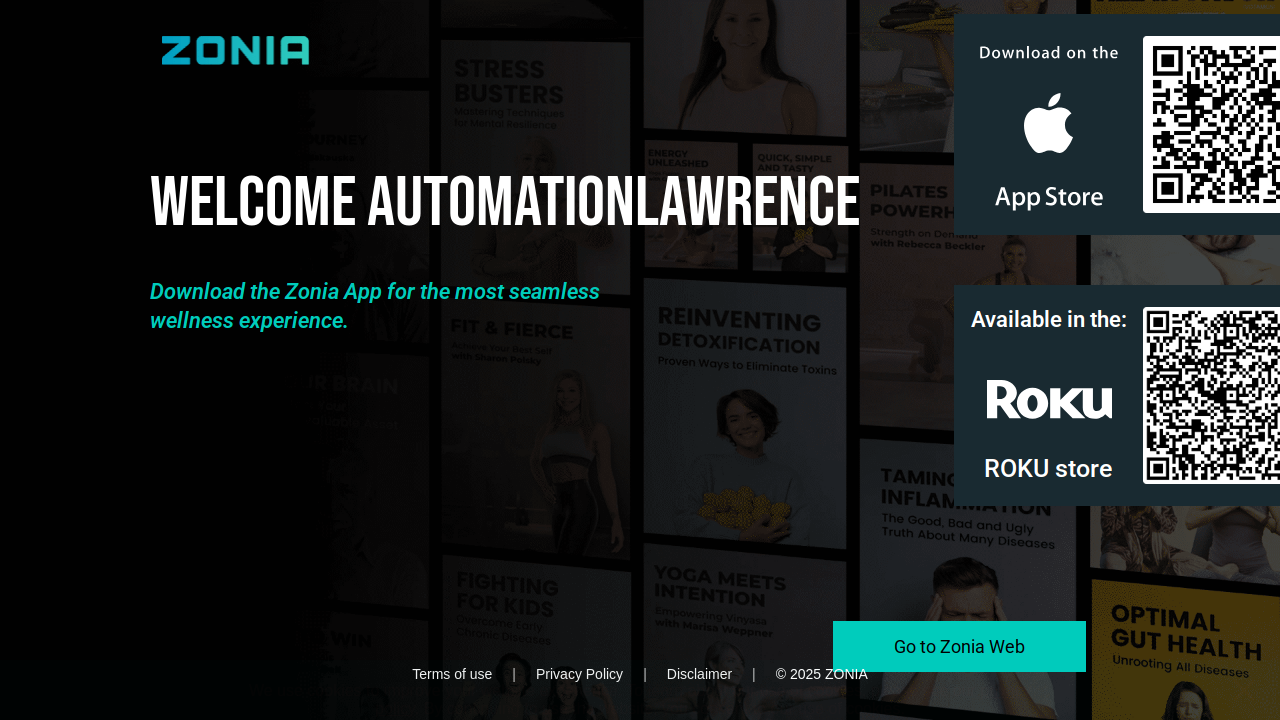 ZONIA
Download on the
App Store
WELCOME AUTOMATIONLAWRENCE
Download the Zonia App for the most seamless
wellness experience.
Available in the:
ROKU
ROKU store
Go to Zonia Web
Terms of use | Privacy Policy | Disclaimer | © 2025 ZONIA
STRESS
BUSTERS
Mastering Techniques
for Mental Resilience
ENERGY
UNLEASHED
QUICK, SIMPLE
AND TASTY
PILATES
Strength on Demand
with Rebecca Beckler
FIT & FIERCE
Achieve Your Best Self
with Sharon Polsky
REINVENTING
DETOXIFICATION
Proven Ways to Eliminate Toxins
TAMING
INFLAMMATION
The Good, Bad and Ugly
Truth About Many Diseases
FIGHTING
FOR KIDS
Overcome Early
Chronic Diseases
YOGA MEETS
INTENTION
Empowering Vinyasa
with Marisa Weppner
OPTIMAL
GUT HEALTH
Unrooting All Diseases